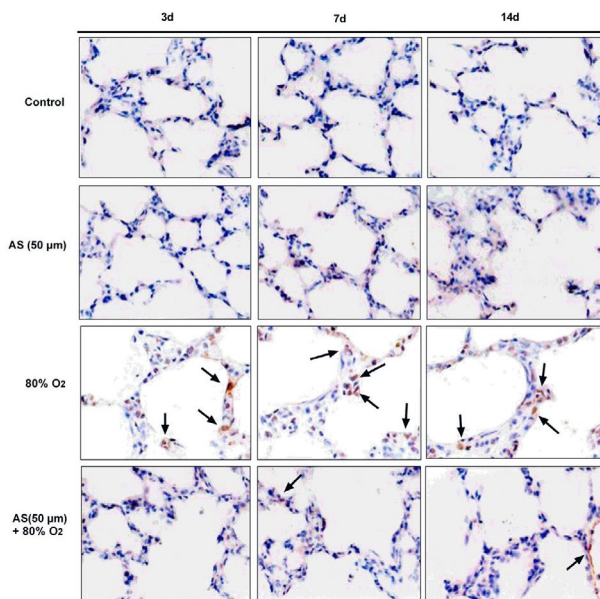 3d 7d 14d
Control
AS (50 µm)
80% O₂
AS(50 µm)
+ 80% O₂